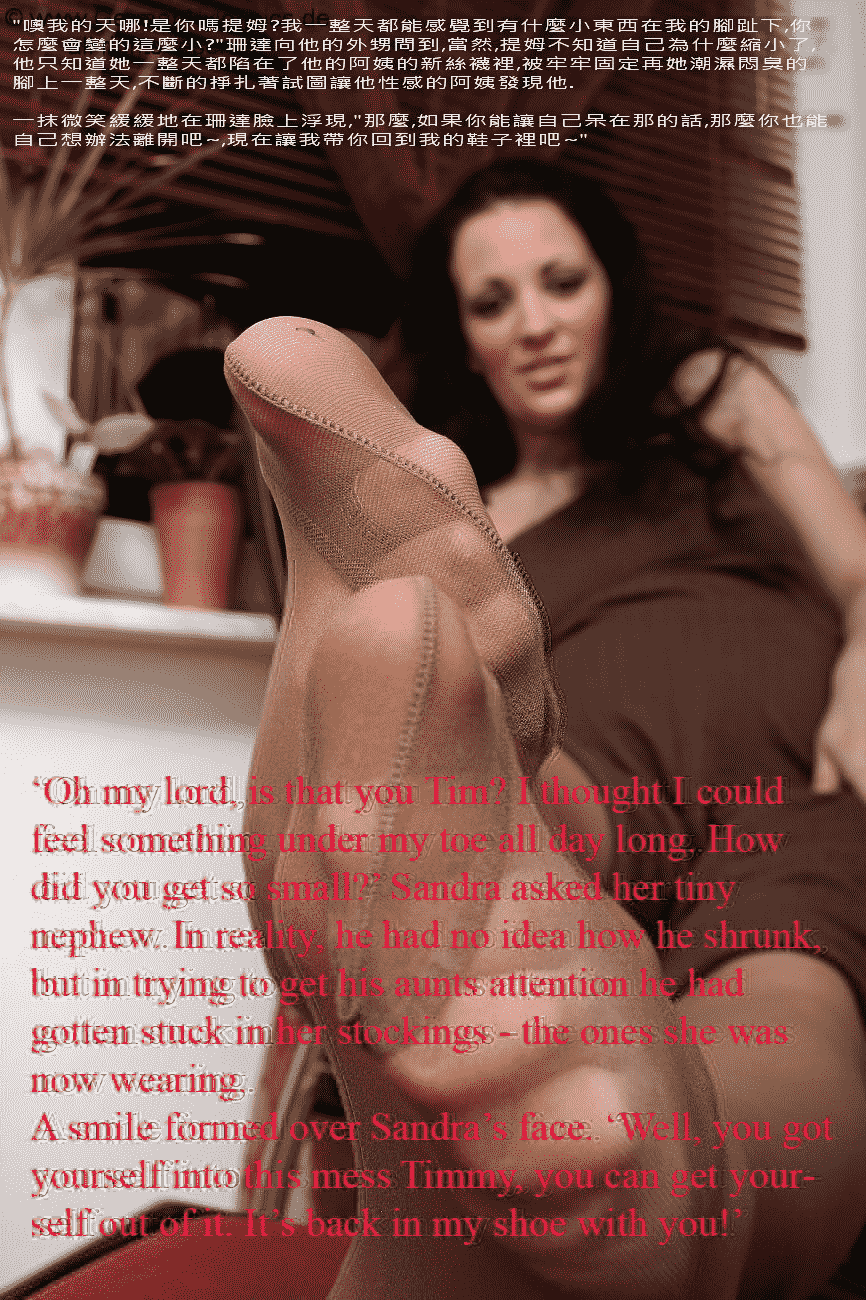 "噢我的天哪!是你嗎提姆?我一整天都能感覺到有什麼小東西在我的腳趾下,你
怎麼會變的這麼小?"珊達向他的外甥問到,當然,提姆不知道自己為什麼縮小了,
他只知道她一整天都陷在了他的阿姨的新絲襪裡,被牢牢固定再她潮濕悶臭的
腳上一整天,不斷的掙扎著試圖讓他性感的阿姨發現他.
一抹微笑緩緩地在珊達臉上浮現,"那麼,如果你能讓自己呆在那的話,那麼你也能
自己想辦法離開吧~,現在讓我帶你回到我的鞋子裡吧~"
‘Oh my lord, is that you Tim? I thought I could
feel something under my toe all day long. How
did you get so small?’ Sandra asked her tiny
nephew. In reality, he had no idea how he shrunk,
but in trying to get his aunts attention he had
gotten stuck in her stockings - the ones she was
now wearing.
A smile formed over Sandra’s face. ‘Well, you got
yourself into this mess Timmy, you can get your-
self out of it. It’s back in my shoe with you!’